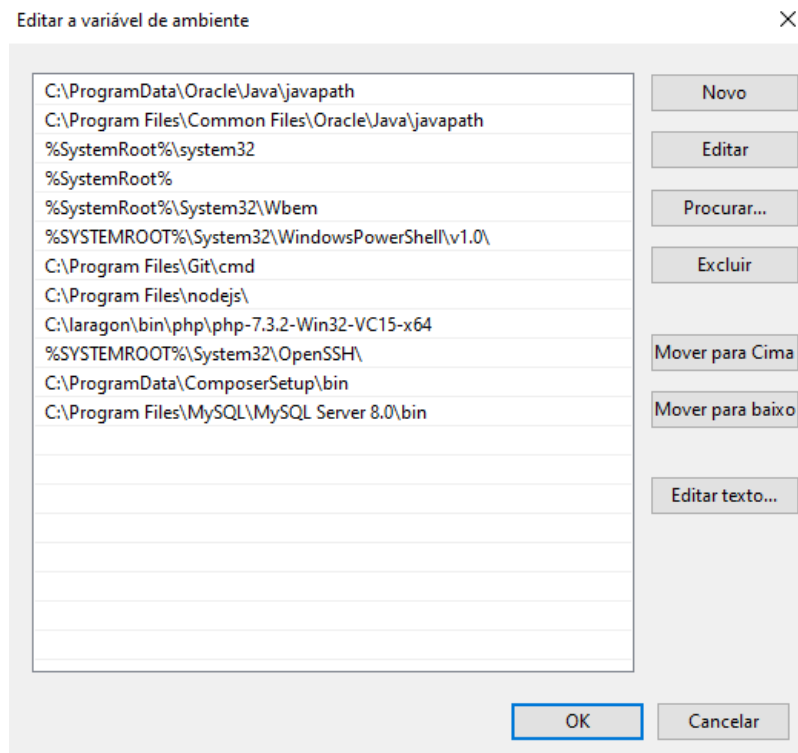 Editar a variável de ambiente
C:\ProgramData\Oracle\Java\javapath
C:\Program Files\Common Files\Oracle\Java\javapath
%SystemRoot%\system32
%SystemRoot%
%SystemRoot%\System32\Wbem
%SYSTEMROOT%\System32\WindowsPowerShell\v1.0\
C:\Program Files\Git\cmd
C:\Program Files\nodejs\
C:\laragon\bin\php\php-7.3.2-Win32-VC15-x64
%SYSTEMROOT%\System32\OpenSSH\
C:\ProgramData\ComposerSetup\bin
C:\Program Files\MySQL\MySQL Server 8.0\bin
Novo
Editar
Procurar...
Excluir
Mover para Cima
Mover para baixo
Editar texto...
OK
Cancelar